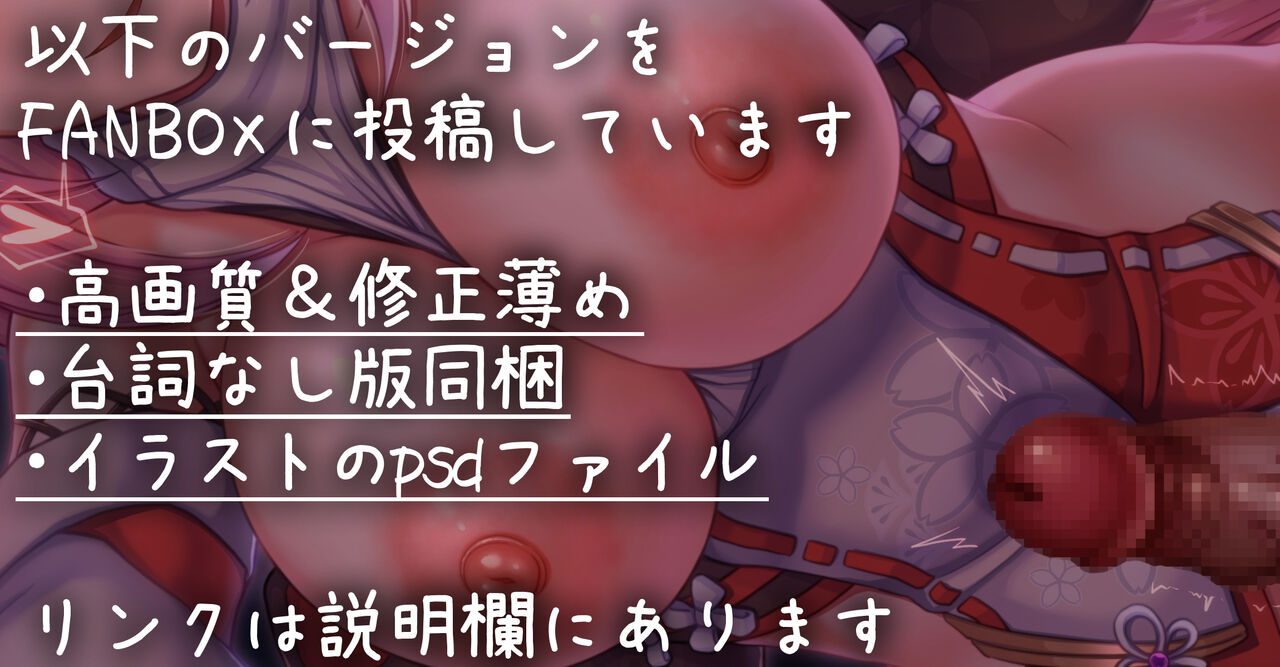 以下のバージョンを
FANBOXに投稿しています
・高画質＆修正薄め
・台詞なし版同梱
・イラストのpsdファイル
リンクは説明欄にあります